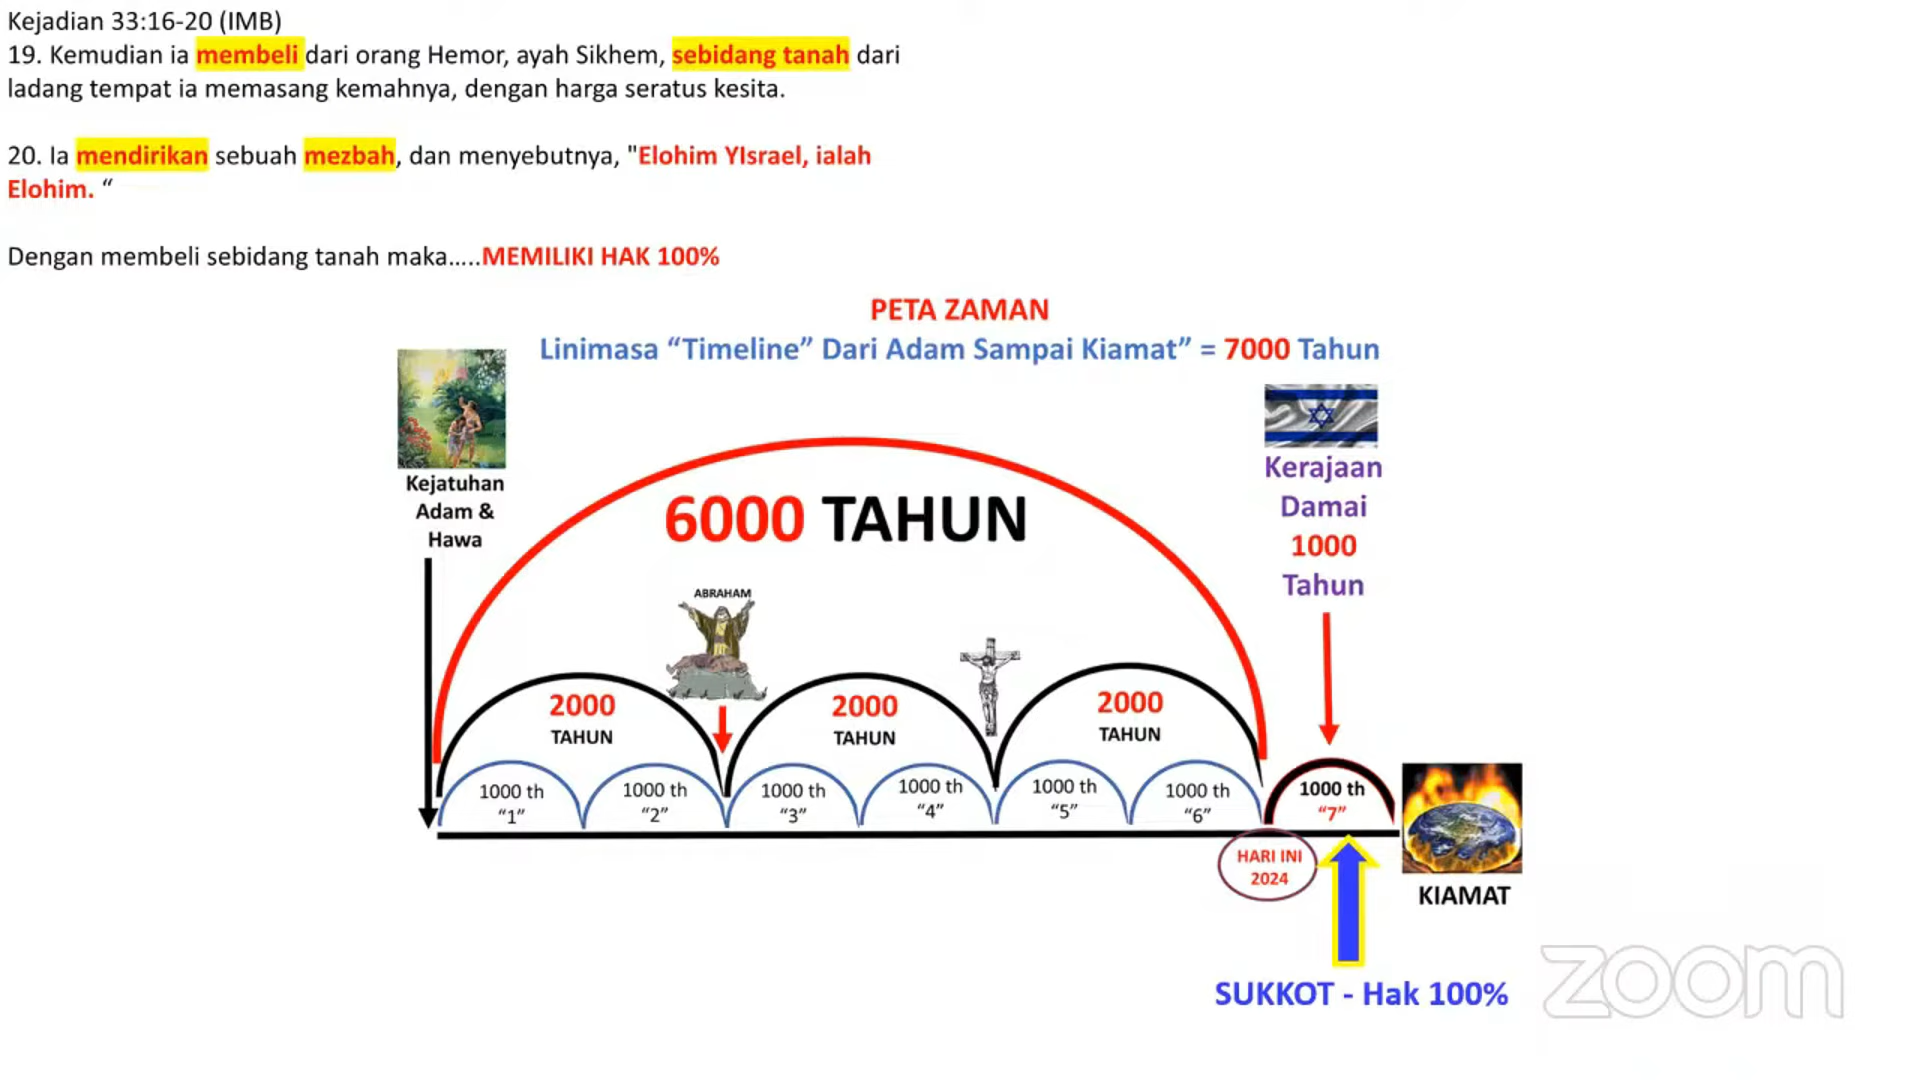 Kejadian 33:16-20 (IMB)
19. Kemudian ia membeli dari orang Hemor, ayah Sikhem, sebidang tanah dari
ladang tempat ia memasang kemahnya, dengan harga seratus kesita.
20. Ia mendirikan sebuah mezbah, dan menyebutnya, "Elohim YIsrael, ialah
Elohim. “
Dengan membeli sebidang tanah maka.....MEMILIKI HAK 100%
PETA ZAMAN
Linimasa “Timeline” Dari Adam Sampai Kiamat” = 7000 Tahun
Kejatuhan
Adam &
Hawa
6000 TAHUN
Kerajaan
Damai
1000
Tahun
ABRAHAM
2000
TAHUN
2000
TAHUN
2000
TAHUN
1000 th
“1”
1000 th
“2”
1000 th
“3”
1000 th
“4”
1000 th
“5”
1000 th
“6”
1000 th
“7”
HARI INI
2024
KIAMAT
SUKKOT - Hak 100%
zoom